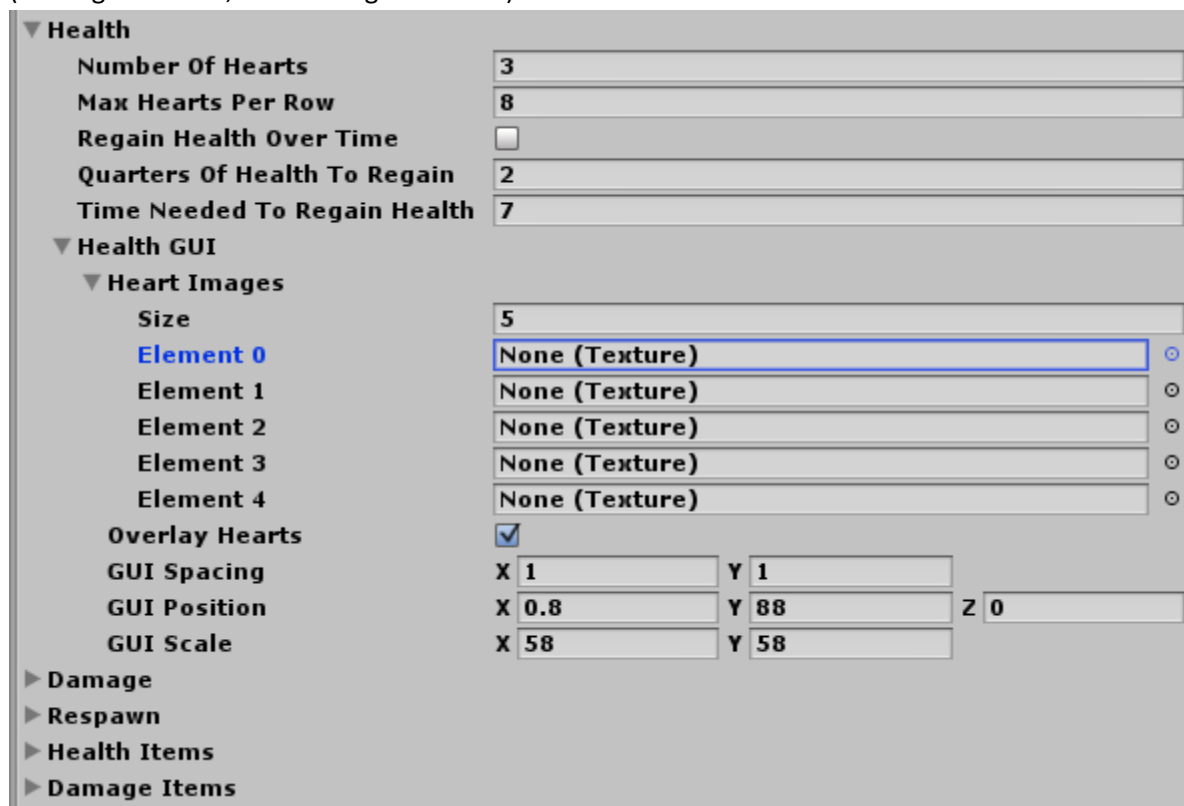 Health
Number Of Hearts 3
Max Hearts Per Row 8
Regain Health Over Time
Quarters Of Health To Regain 2
Time Needed To Regain Health 7
Health GUI
Heart Images
Size 5
Element 0 None (Texture)
Element 1 None (Texture)
Element 2 None (Texture)
Element 3 None (Texture)
Element 4 None (Texture)
Overlay Hearts
GUI Spacing X 1 Y 1
GUI Position X 0.8 Y 88 Z 0
GUI Scale X 58 Y 58
Damage
Respawn
Health Items
Damage Items